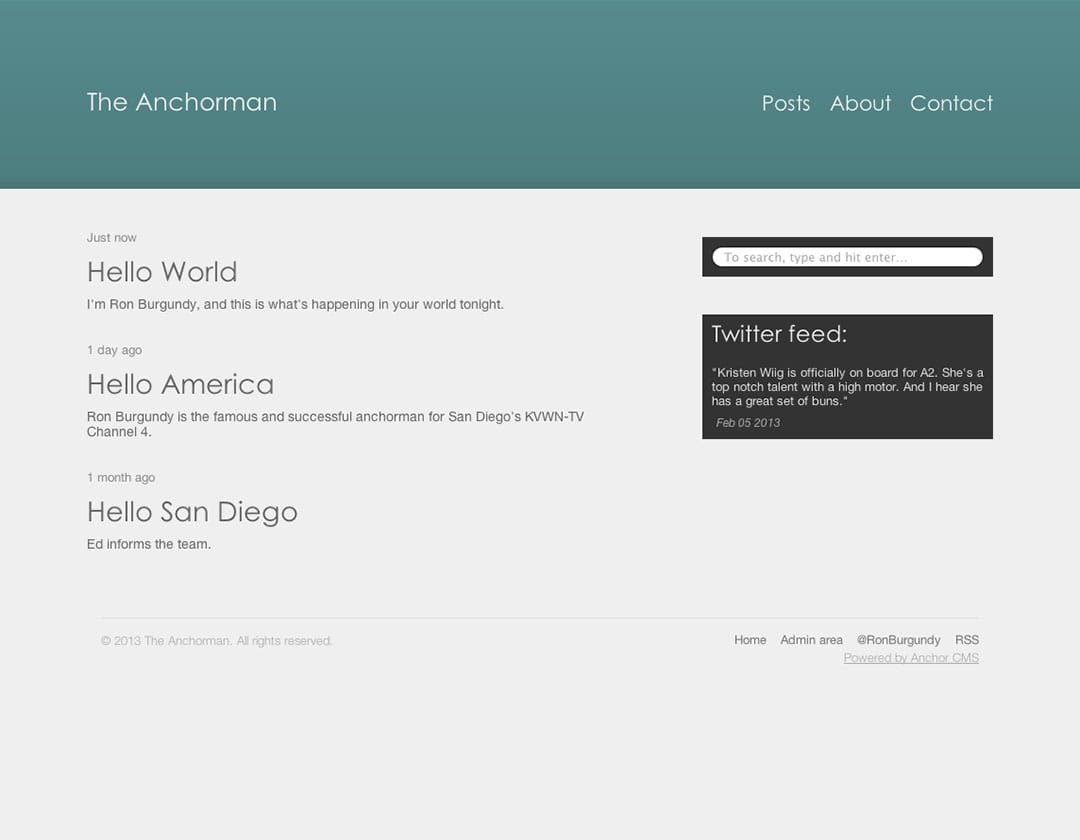 The Anchorman
Posts About Contact
Just now
Hello World
I'm Ron Burgundy, and this is what's happening in your world tonight.
1 day ago
Hello America
Ron Burgundy is the famous and successful anchorman for San Diego's KVWN-TV
Channel 4.
1 month ago
Hello San Diego
Ed informs the team.
To search, type and hit enter...
Twitter feed:
"Kristen Wiig is officially on board for A2. She's a
top notch talent with a high motor. And I hear she
has a great set of buns."
Feb 05 2013
© 2013 The Anchorman. All rights reserved.
Home Admin area @RonBurgundy RSS
Powered by Anchor CMS